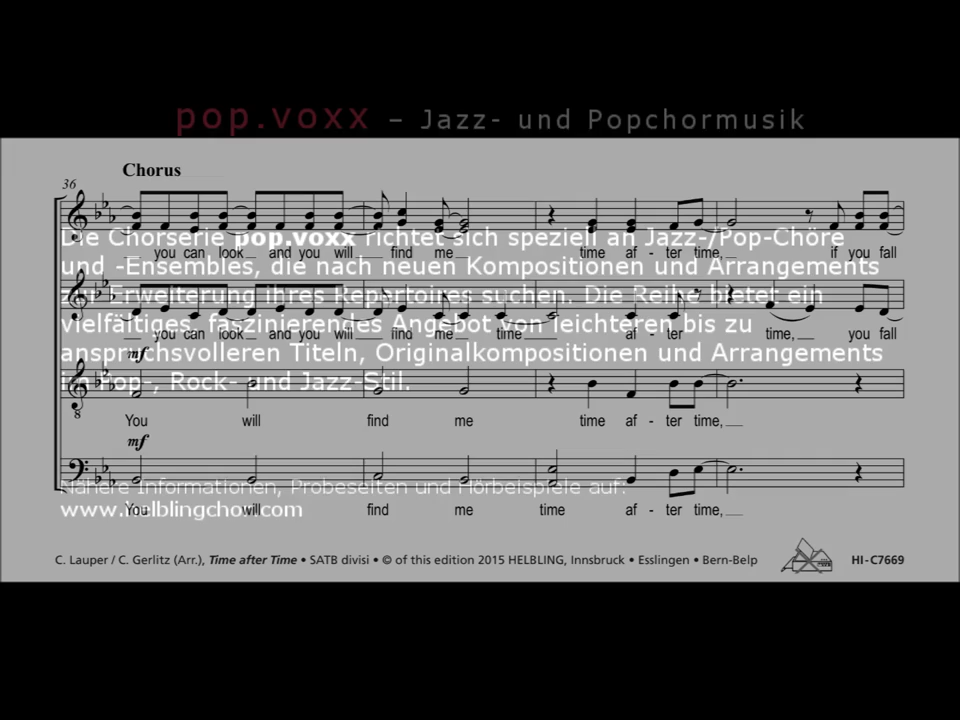 pop.voxx – Jazz- und Popchormusik
Chorus
36
you can look and you will find me time af - ter time, if you fall
Die Chorserie pop.voxx richtet sich speziell an Jazz-/Pop-Chöre
und -Ensembles, die nach neuen Kompositionen und Arrangements
zur Erweiterung ihres Repertoires suchen. Die Reihe bietet ein
vielfältiges, faszinierendes Angebot von leichteren bis zu
you can look and you will find me time af - ter time, you fall
anspruchsvolleren Titeln, Originalkompositionen und Arrangements
mf
im Pop-, Rock- und Jazz-Stil.
8
You will find me time af - ter time,
mf
Nähere Informationen, Probeseiten und Hörbeispiele auf:
www.helblingchor.com
You will find me time af - ter time,
C. Lauper / C. Gerlitz (Arr.), Time after Time • SATB divisi • © of this edition 2015 HELBLING, Innsbruck • Esslingen • Bern-Belp HI-C7669